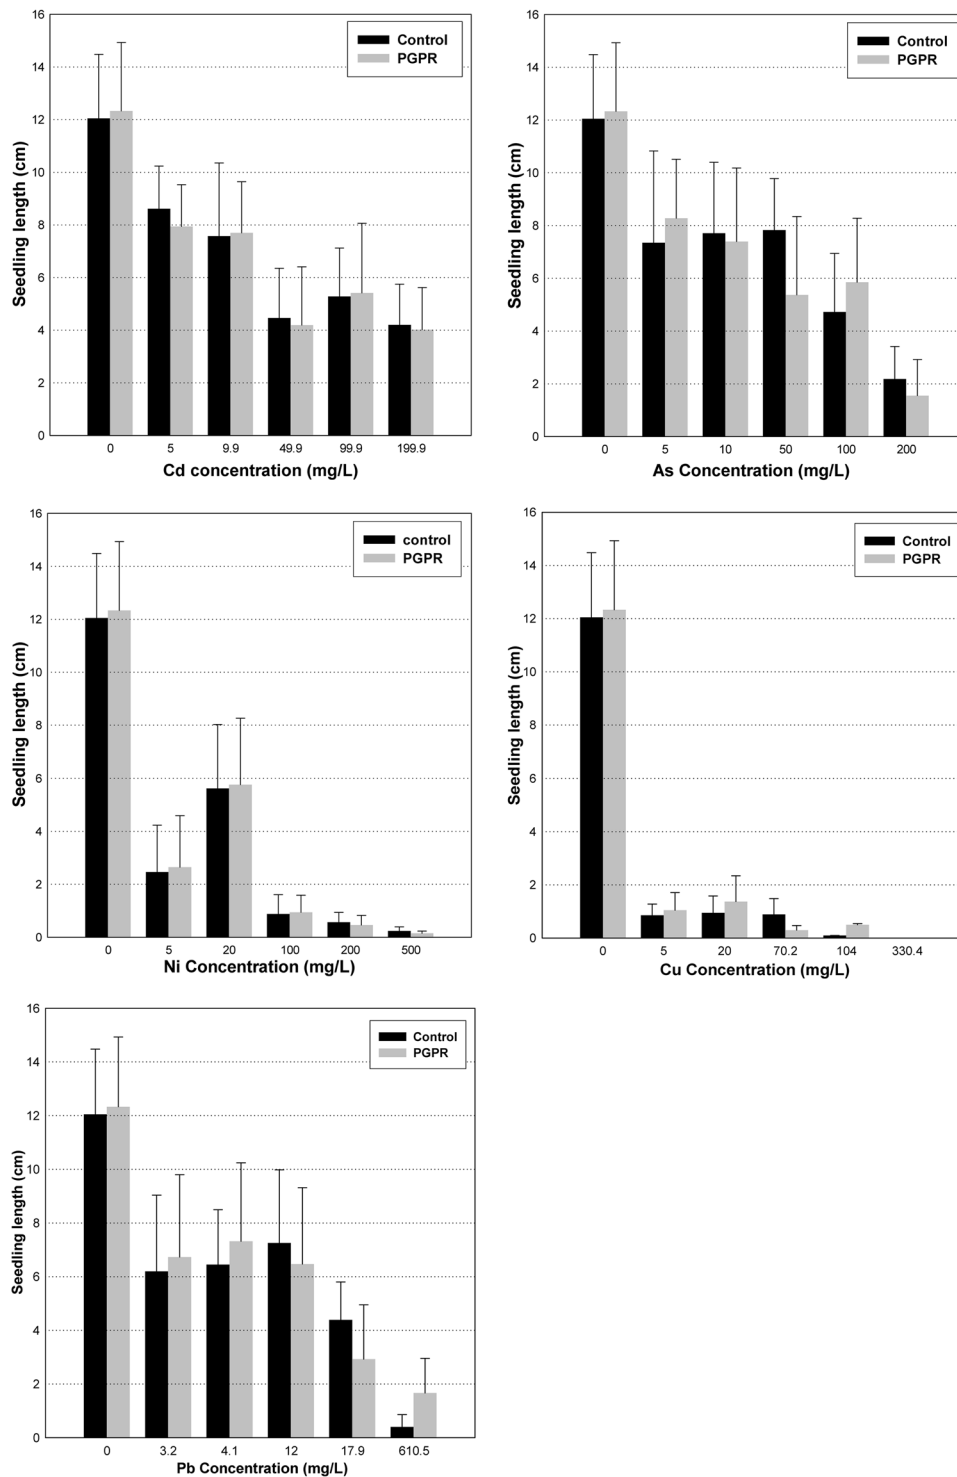 16
14
12
10
8
6
4
2
0
Seedling length (cm)
Control
PGPR
0 5 9.9 49.9 99.9 199.9
Cd concentration (mg/L)
16
14
12
10
8
6
4
2
0
Seedling length (cm)
Control
PGPR
0 5 10 50 100 200
As Concentration (mg/L)
16
14
12
10
8
6
4
2
0
Seedling length (cm)
control
PGPR
0 5 20 100 200 500
Ni Concentration (mg/L)
16
14
12
10
8
6
4
2
0
Seedling length (cm)
Control
PGPR
0 5 20 70.2 104 330.4
Cu Concentration (mg/L)
16
14
12
10
8
6
4
2
0
Seedling length (cm)
Control
PGPR
0 3.2 4.1 12 17.9 610.5
Pb Concentration (mg/L)